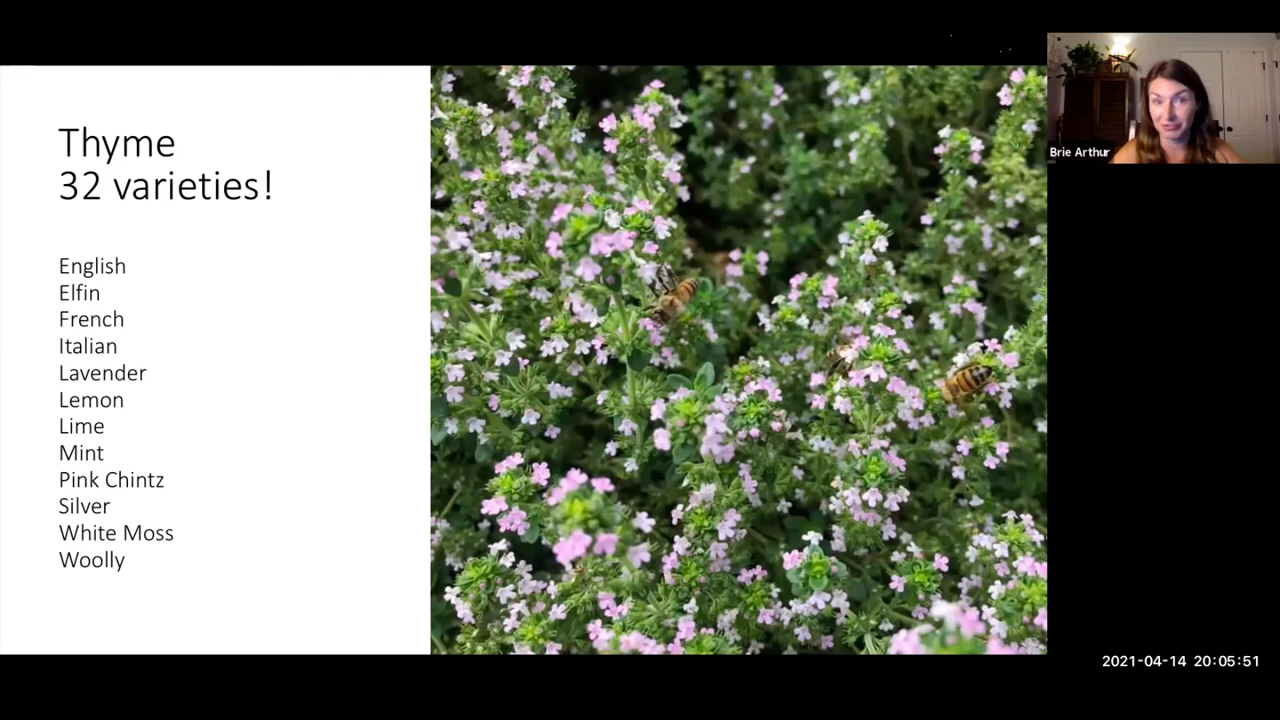 Thyme
32 varieties!
English
Elfin
French
Italian
Lavender
Lemon
Lime
Mint
Pink Chintz
Silver
White Moss
Woolly
Brie Arthur
2021-04-14 20:05:51